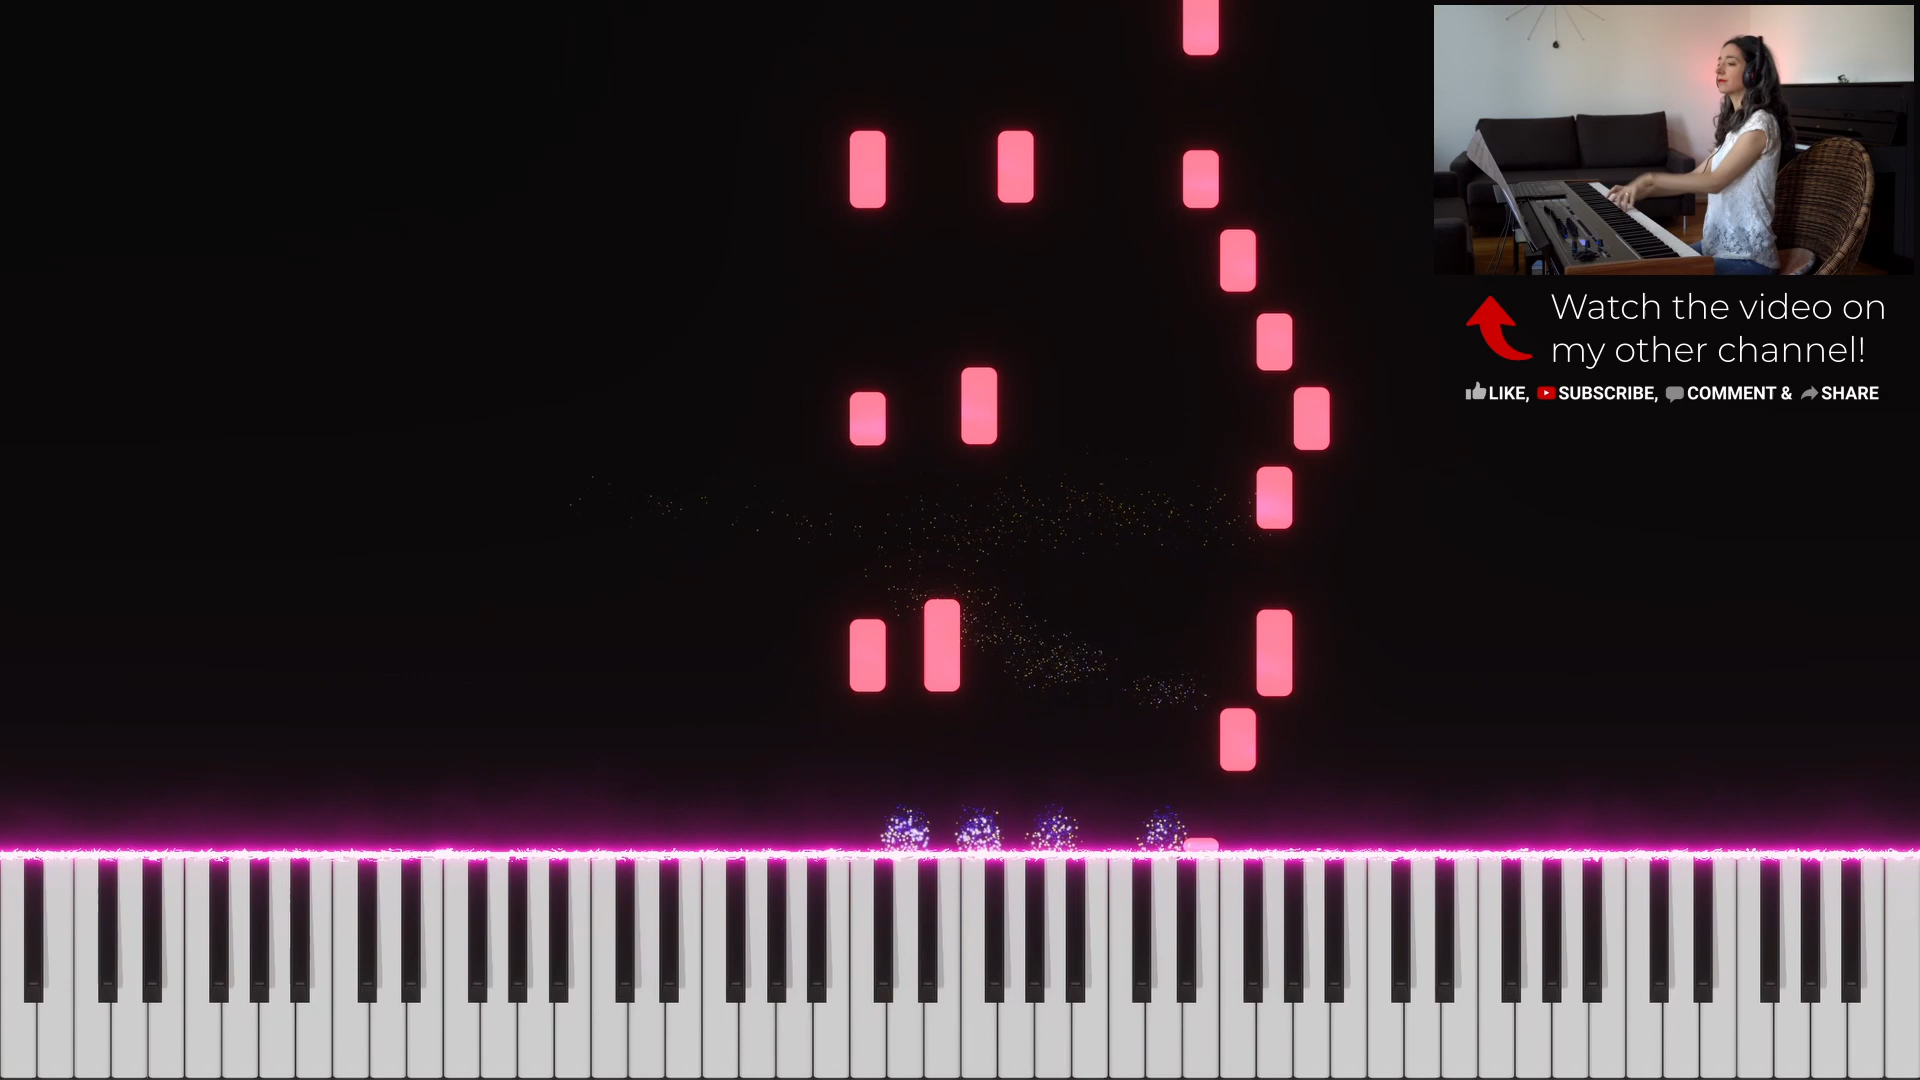 Watch the video on
my other channel!
LIKE, SUBSCRIBE, COMMENT & SHARE